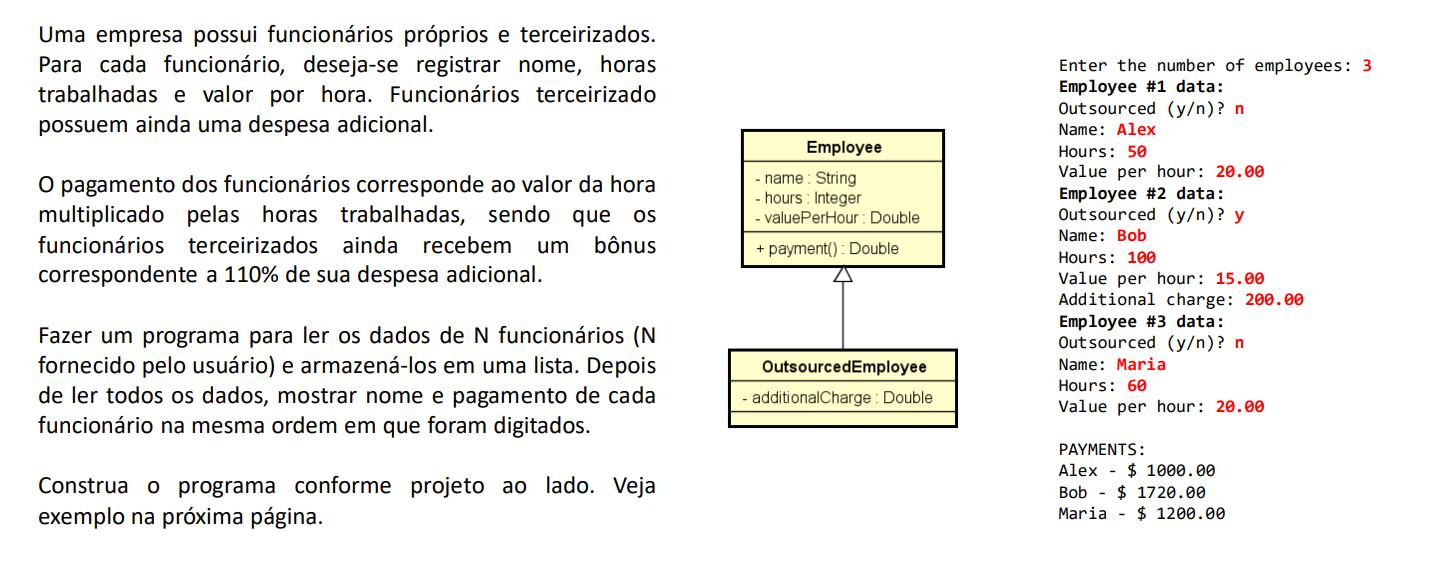 Uma empresa possui funcionários próprios e terceirizados.
Para cada funcionário, deseja-se registrar nome, horas
trabalhadas e valor por hora. Funcionários terceirizado
possuem ainda uma despesa adicional.
O pagamento dos funcionários corresponde ao valor da hora
multiplicado pelas horas trabalhadas, sendo que os
funcionários terceirizados ainda recebem um bônus
correspondente a 110% de sua despesa adicional.
Fazer um programa para ler os dados de N funcionários (N
fornecido pelo usuário) e armazená-los em uma lista. Depois
de ler todos os dados, mostrar nome e pagamento de cada
funcionário na mesma ordem em que foram digitados.
Construa o programa conforme projeto ao lado. Veja
exemplo na próxima página.
Employee
- name : String
- hours : Integer
- valuePerHour : Double
+ payment() : Double
OutsourcedEmployee
- additionalCharge : Double
Enter the number of employees: 3
Employee #1 data:
Outsourced (y/n)? n
Name: Alex
Hours: 50
Value per hour: 20.00
Employee #2 data:
Outsourced (y/n)? y
Name: Bob
Hours: 100
Value per hour: 15.00
Additional charge: 200.00
Employee #3 data:
Outsourced (y/n)? n
Name: Maria
Hours: 60
Value per hour: 20.00
PAYMENTS:
Alex - $ 1000.00
Bob - $ 1720.00
Maria - $ 1200.00